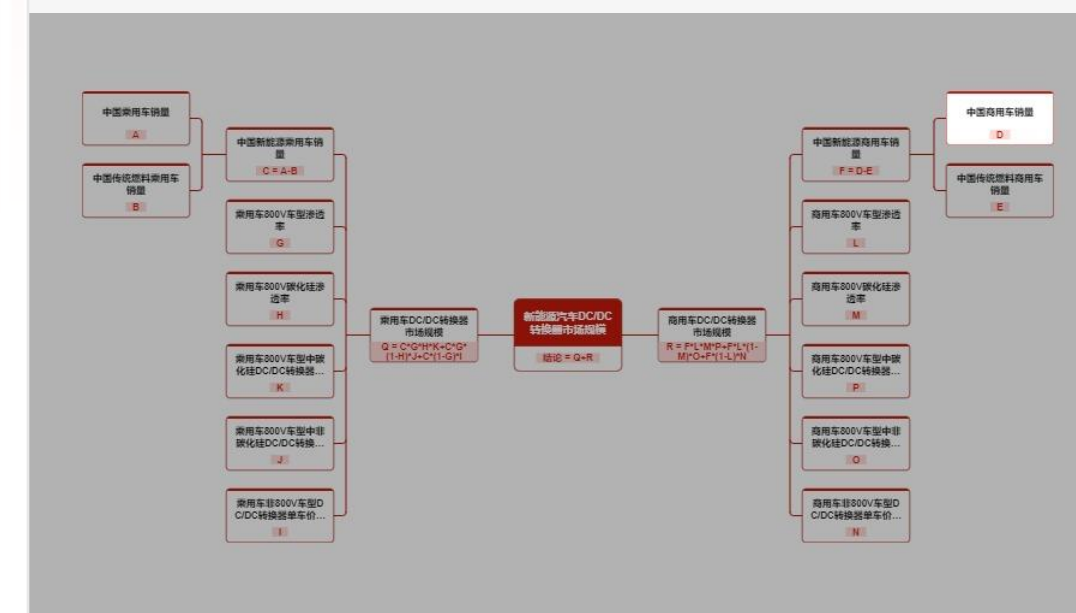 中国乘用车销量
A
中国传统燃料乘用车
销量
B
中国新能源乘用车销
量
C = A-B
乘用车800V车型渗透
率
G
乘用车800V碳化硅渗
透率
H
乘用车800V车型中碳
化硅DC/DC转换器...
K
乘用车800V车型中非
碳化硅DC/DC转换...
J
乘用车非800V车型D
C/DC转换器单车价...
I
乘用车DC/DC转换器
市场规模
Q = C*G*H*K+C*G*
(1-H)*J+C*(1-G)*I
新能源汽车DC/DC
转换器市场规模
结论 = Q+R
商用车DC/DC转换器
市场规模
R = F*L*M*P+F*L*(1-
M)*O+F*(1-L)*N
中国新能源商用车销
量
F = D-E
商用车800V车型渗透
率
L
商用车800V碳化硅渗
透率
M
商用车800V车型中碳
化硅DC/DC转换器...
P
商用车800V车型中非
碳化硅DC/DC转换...
O
商用车非800V车型D
C/DC转换器单车价...
N
中国商用车销量
D
中国传统燃料商用车
销量
E